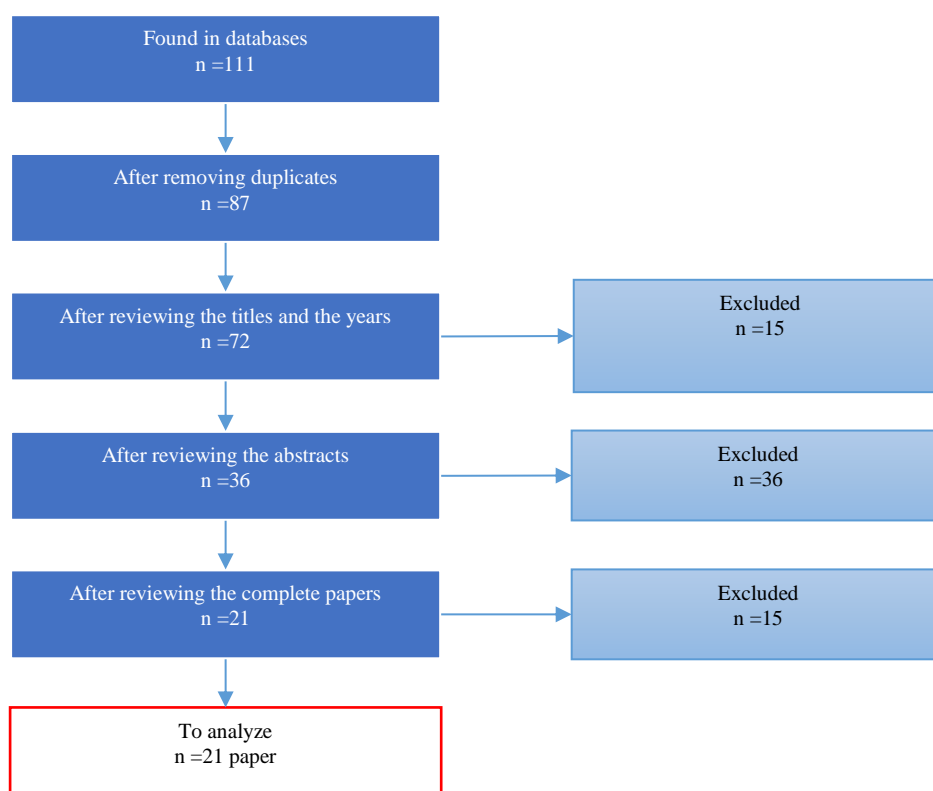 Found in databases
n =111
After removing duplicates
n =87
After reviewing the titles and the years
n =72
Excluded
n =15
After reviewing the abstracts
n =36
Excluded
n =36
After reviewing the complete papers
n =21
Excluded
n =15
To analyze
n =21 paper